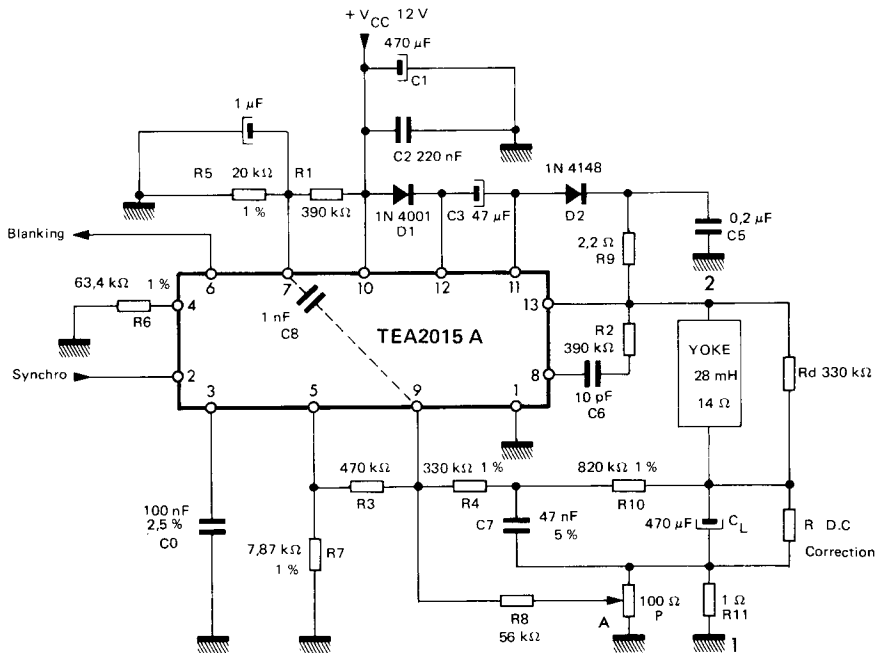 + VCC 12 V
470 µF
C1
1 µF
C2 220 nF
R5
20 kΩ
1 %
R1
390 kΩ
1N 4001
D1
C3
47 µF
1N 4148
D2
0,2 µF
C5
2,2 Ω
R9
2
Blanking
6
7
10
12
11
63,4 kΩ
1 %
R6
4
1 nF
C8
TEA2015 A
13
R2
390 kΩ
8
10 pF
C6
YOKE
28 mH
14 Ω
Rd 330 kΩ
Synchro
2
3
5
9
1
470 kΩ
R3
330 kΩ 1 %
R4
820 kΩ 1 %
R10
100 nF
2,5 %
C0
C7
47 nF
5 %
470 µF
CL
R D.C
Correction
7,87 kΩ
1 %
R7
R8
56 kΩ
A
100 Ω
P
1 Ω
R11
1